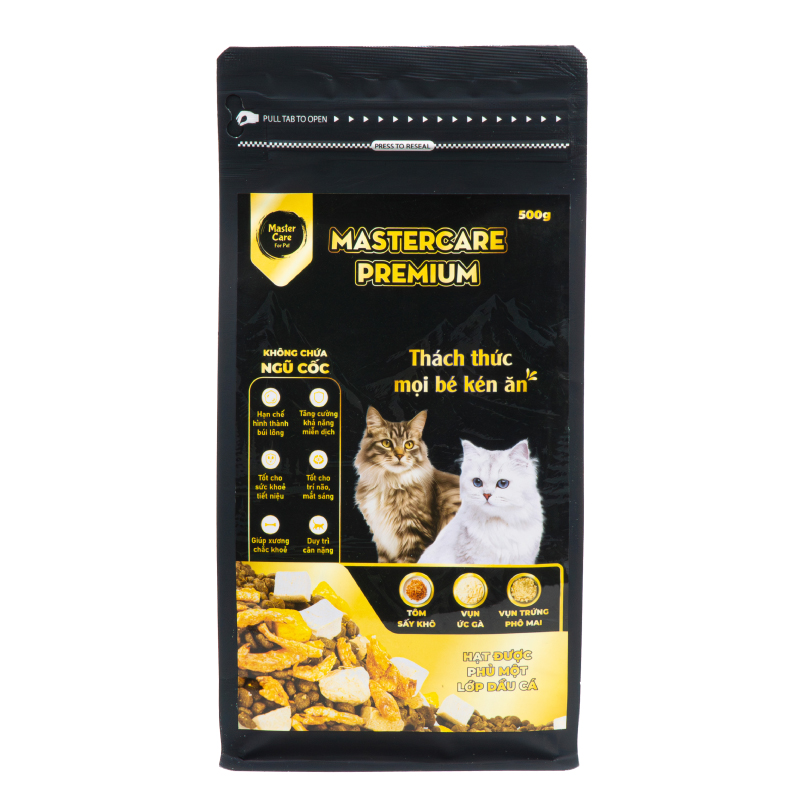 PULL TAB TO OPEN
PRESS TO RESEAL
500g
Master
Care
For Pet
MASTERCARE
PREMIUM
Thách thức
mọi bé kén ăn
KHÔNG CHỨA
NGŨ CỐC
Hạn chế
hình thành
búi lông
Tăng cường
khả năng
miễn dịch
Tốt cho
sức khoẻ
tiết niệu
Tốt cho
trí não,
mắt sáng
Giúp xương
chắc khoẻ
Duy trì
cân nặng
TÔM
SẤY KHÔ
VỤN
ỨC GÀ
VỤN TRỨNG
PHÔ MAI
HẠT ĐƯỢC
PHỦ MỘT
LỚP DẦU CÁ